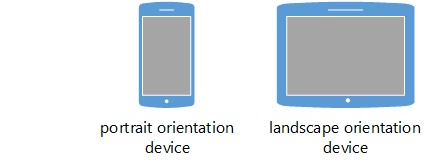 portrait orientation
device
landscape orientation
device